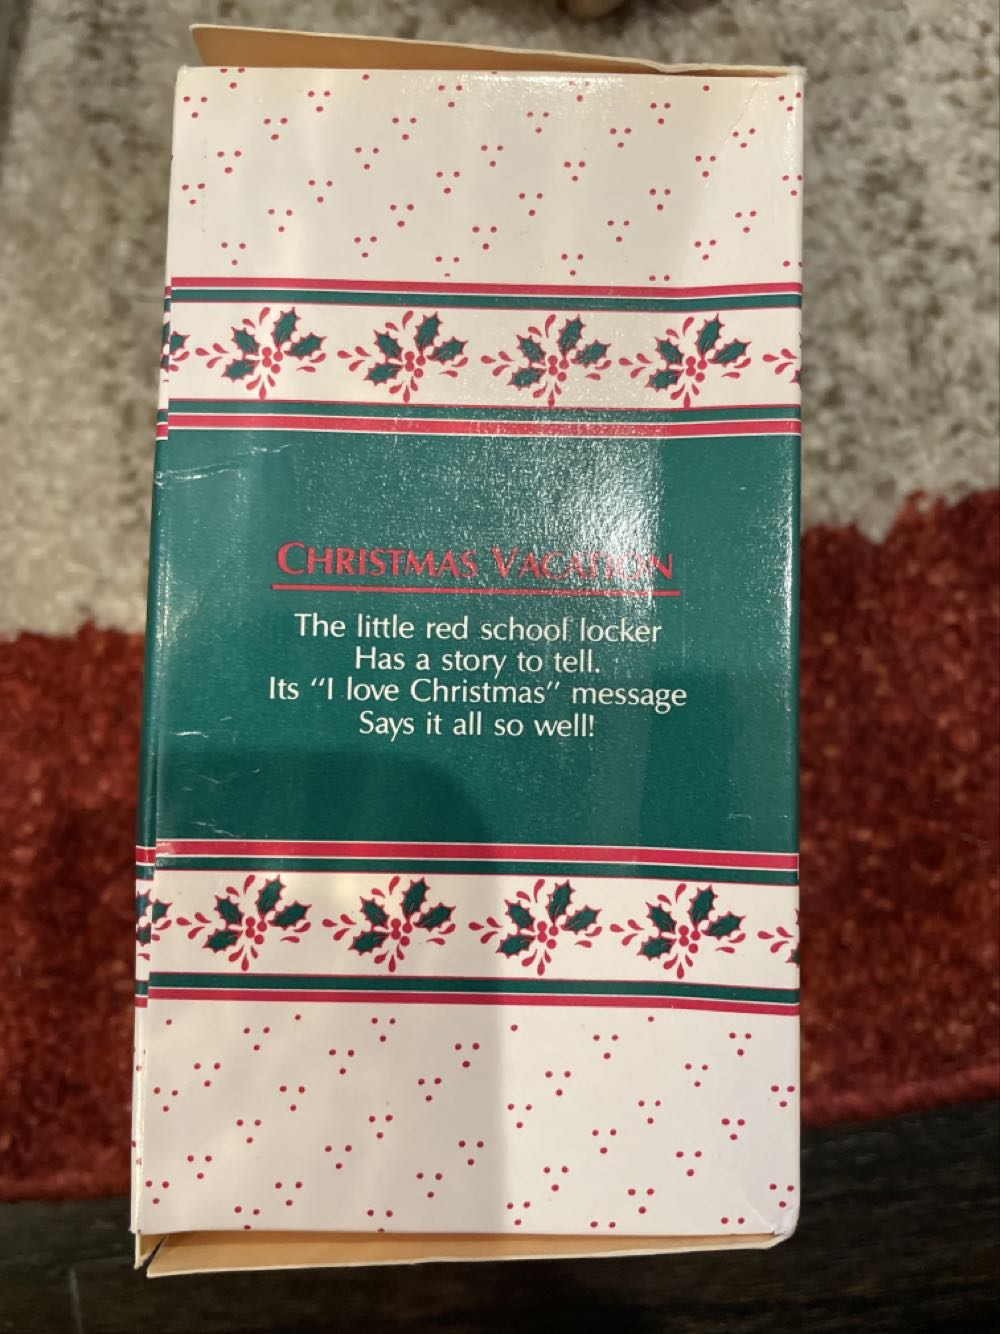 CHRISTMAS VACATION
The little red school locker
Has a story to tell.
Its "I love Christmas" message
Says it all so well!